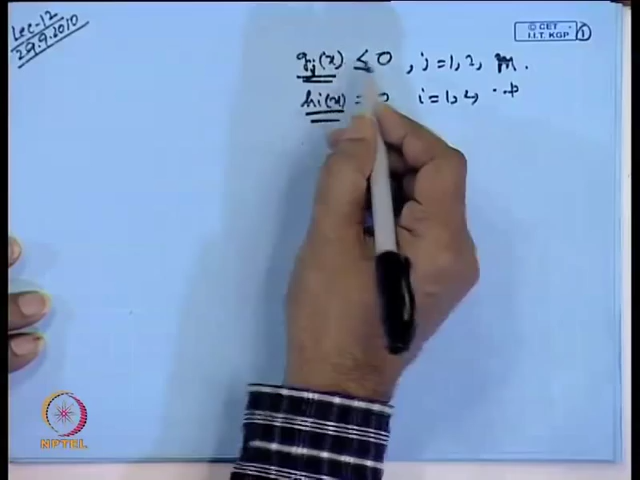 Lec-12
29.9.2010
© CET
I.I.T. KGP
1
gj(x) ≤ 0 , j = 1, 2, m.
hi(x) = 0 i = 1, 2, .. p
NPTEL